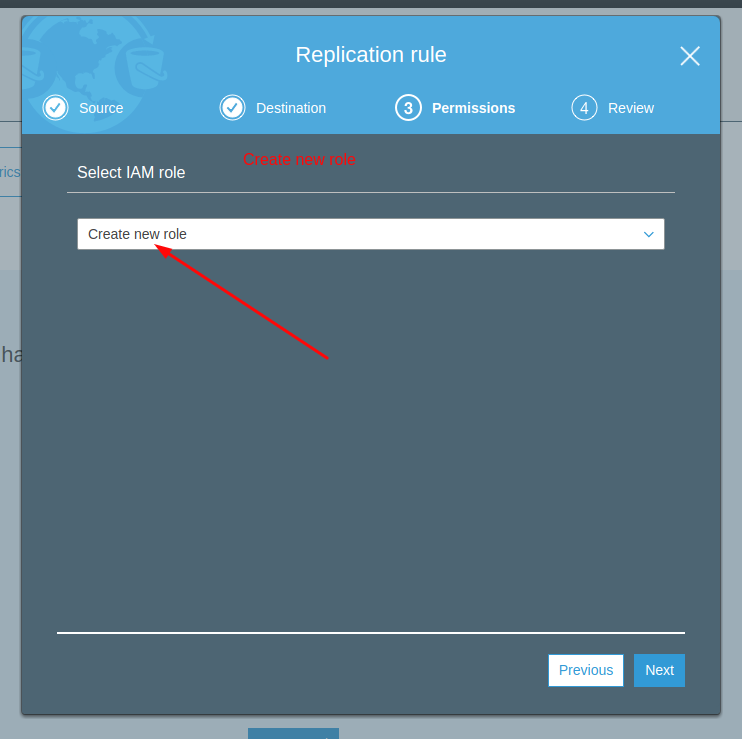 Replication rule
Source
Destination
3 Permissions
4 Review
Create new role
Select IAM role
rics
Create new role
ha
Previous
Next